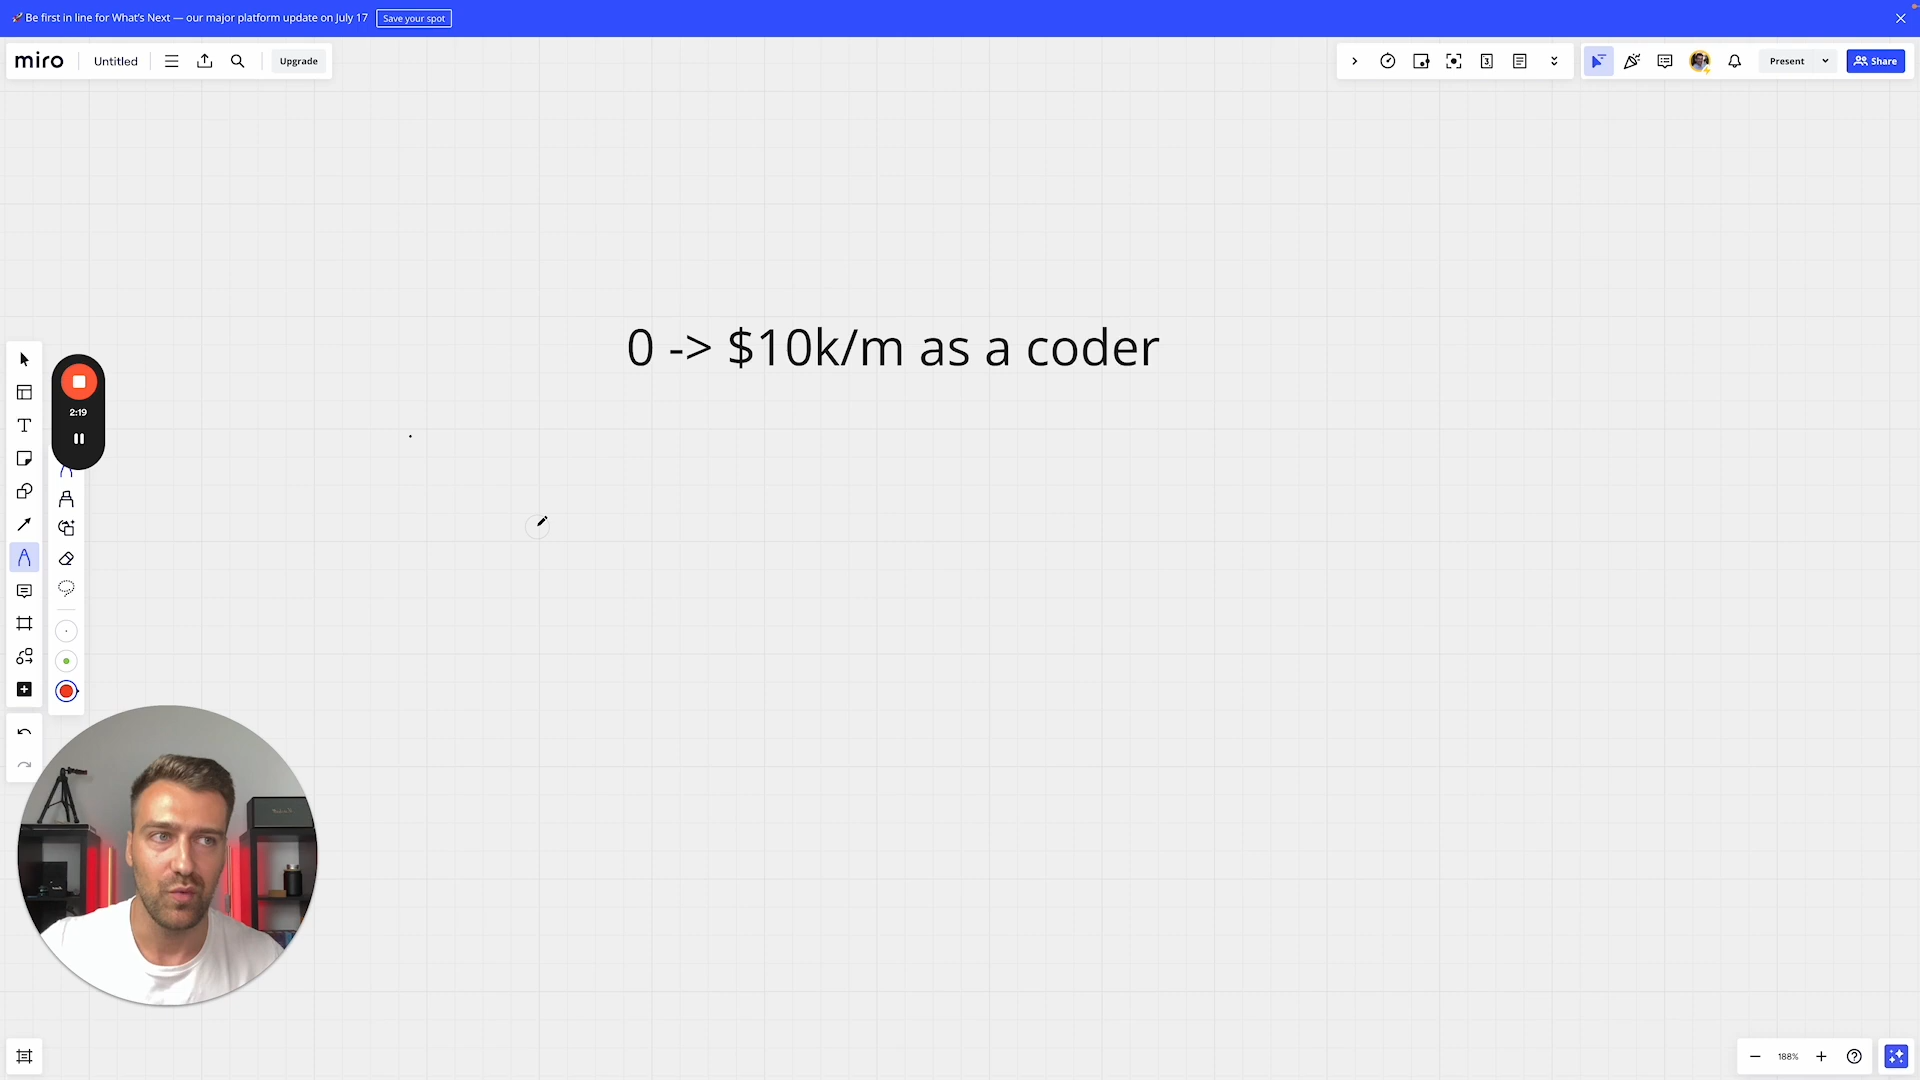 🚀 Be first in line for What's Next — our major platform update on July 17
Save your spot
miro
Untitled
Upgrade
3
Present
Share
0 -> $10k/m as a coder
2:19
188%